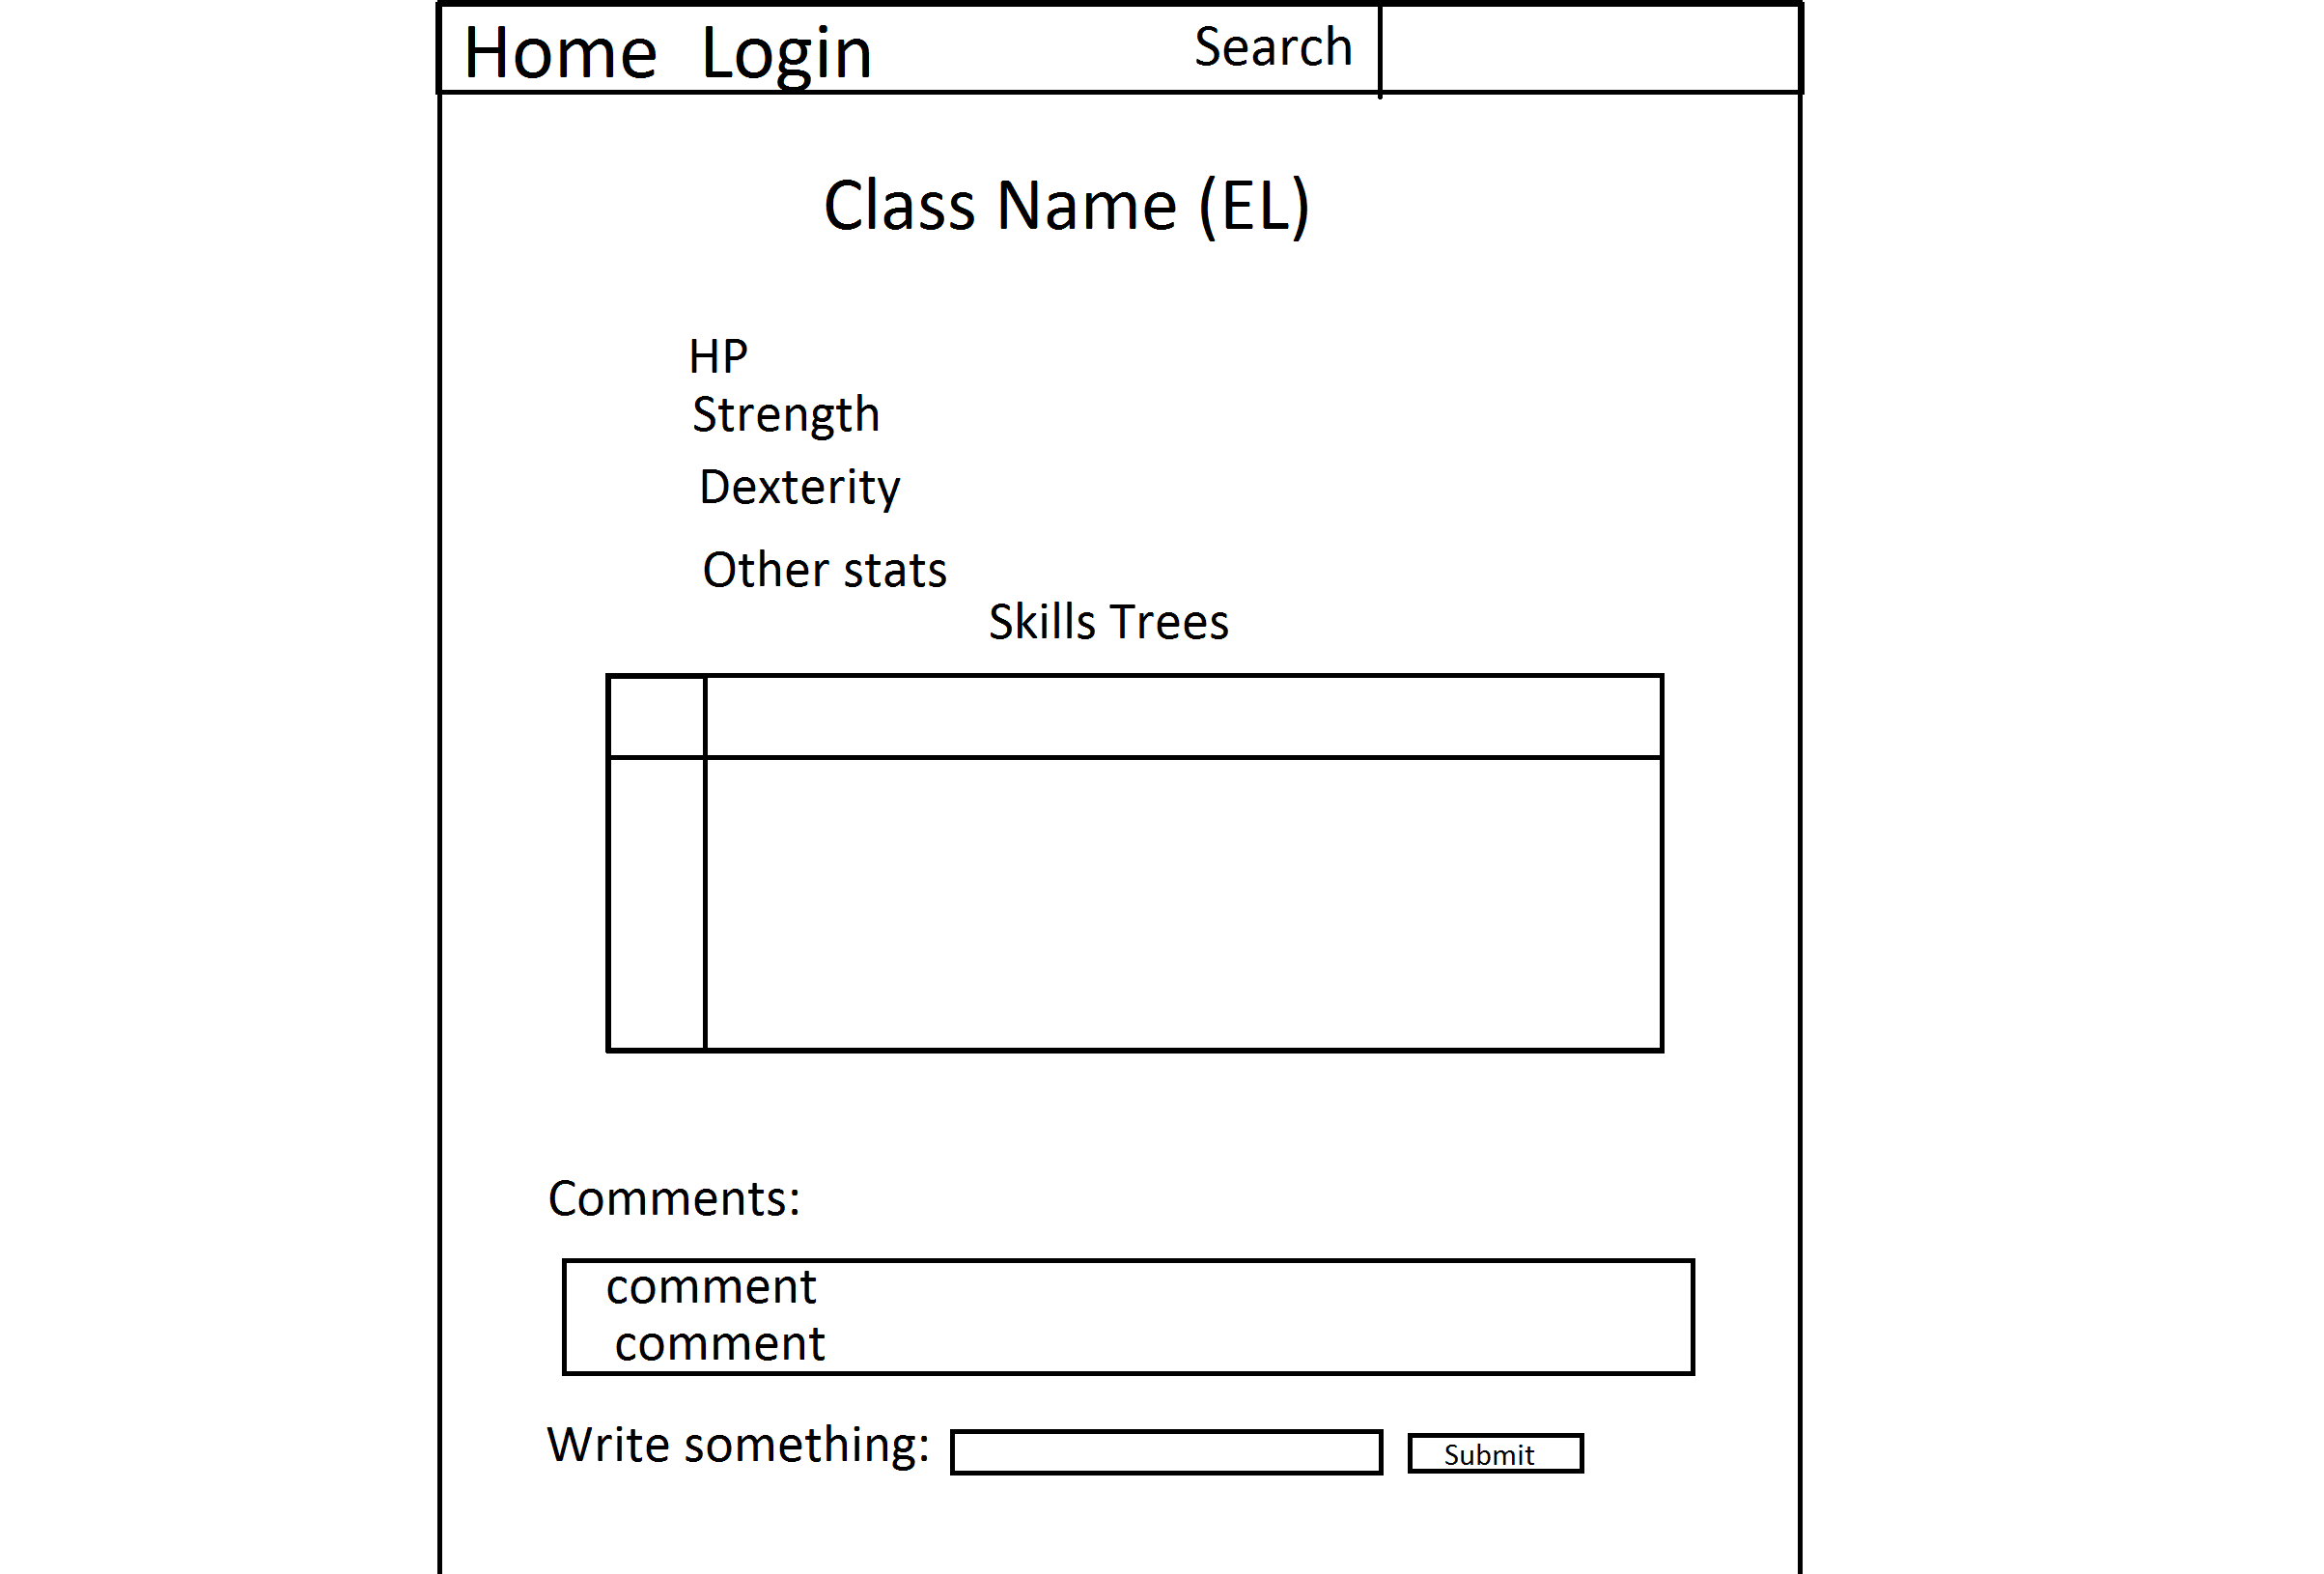 Home Login Search
Class Name (EL)
HP
Strength
Dexterity
Other stats
Skills Trees
Comments:
comment
comment
Write something: Submit